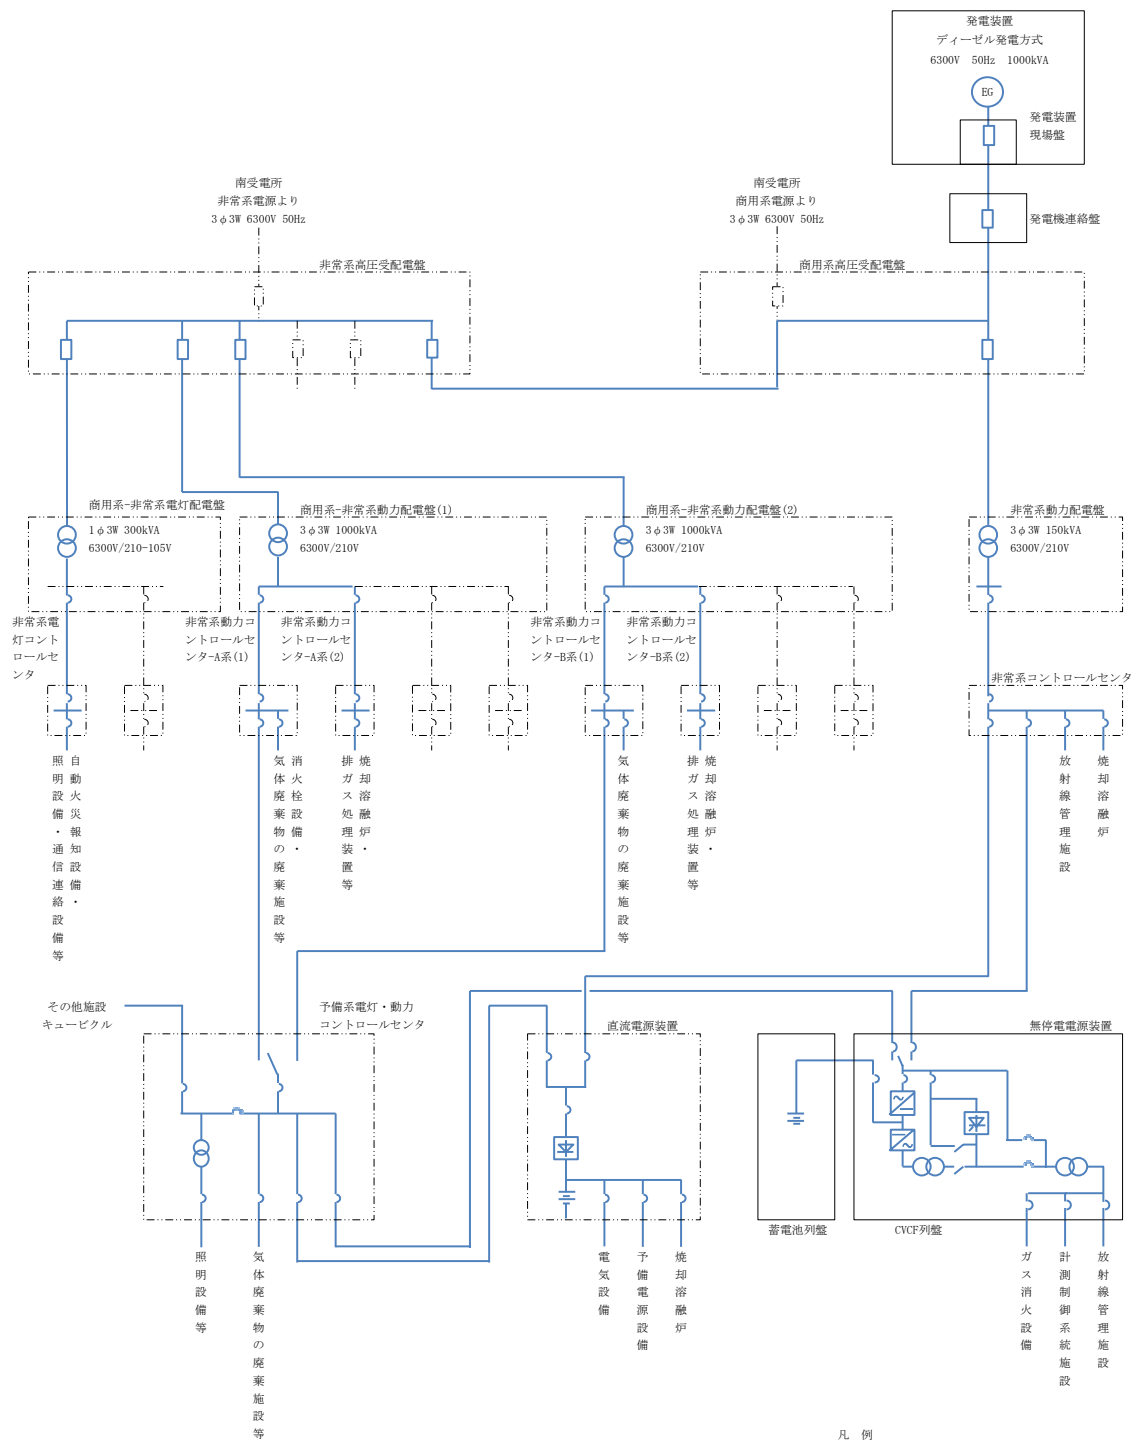 発電装置
ディーゼル発電方式
6300V 50Hz 1000kVA
EG
発電装置
現場盤
発電機連絡盤
南受電所
非常系電源より
3φ3W 6300V 50Hz
南受電所
商用系電源より
3φ3W 6300V 50Hz
非常系高圧受配電盤
商用系高圧受配電盤
商用系-非常系電灯配電盤
1φ3W 300kVA
6300V/210-105V
商用系-非常系動力配電盤(1)
3φ3W 1000kVA
6300V/210V
商用系-非常系動力配電盤(2)
3φ3W 1000kVA
6300V/210V
非常系動力配電盤
3φ3W 150kVA
6300V/210V
非常系電
灯コント
ロールセ
ンタ
非常系動力コ
ントロールセ
ンタ-A系(1)
非常系動力コ
ントロールセ
ンタ-A系(2)
非常系動力コ
ントロールセ
ンタ-B系(1)
非常系動力コ
ントロールセ
ンタ-B系(2)
非常系コントロールセンタ
自動火災報知設備・
照明設備・通信連絡設備等
消火栓設備・
気体廃棄物の廃棄施設等
焼却溶融炉・
排ガス処理装置等
気体廃棄物の廃棄施設等
焼却溶融炉・
排ガス処理装置等
放射線管理施設
焼却溶融炉
その他施設
キュービクル
予備系電灯・動力
コントロールセンタ
直流電源装置
無停電電源装置
蓄電池列盤
CVCF列盤
照明設備等
気体廃棄物の廃棄施設等
電気設備
予備電源設備
焼却溶融炉
ガス消火設備
計測制御系統施設
放射線管理施設
凡 例